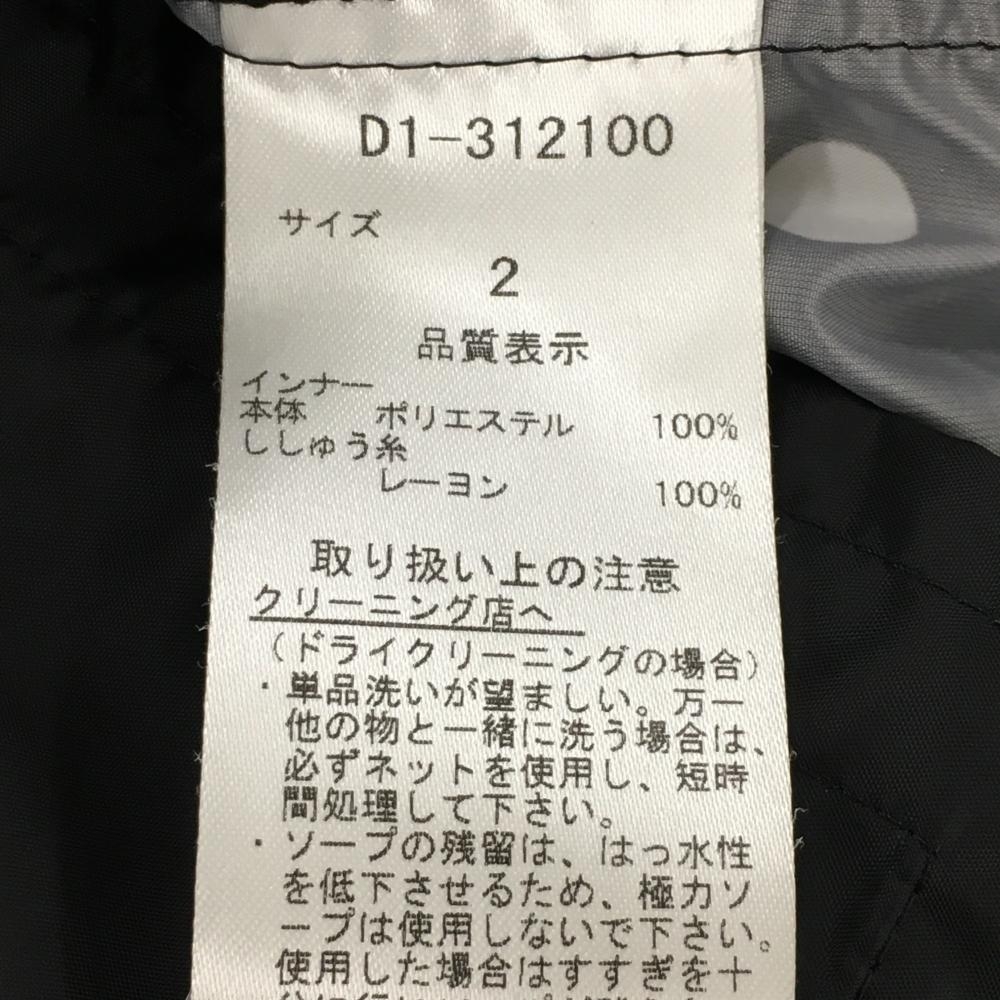 D1-312100
サイズ
2
品質表示
インナー
本体 ポリエステル 100%
ししゅう糸
レーヨン 100%
取り扱い上の注意
クリーニング店へ
(ドライクリーニングの場合)
・単品洗いが望ましい。万一
他の物と一緒に洗う場合は、
必ずネットを使用し、短時
間処理して下さい。
・ソープの残留は、はっ水性
を低下させるため、極力ソ
ープは使用しないで下さい。
使用した場合はすすぎを十